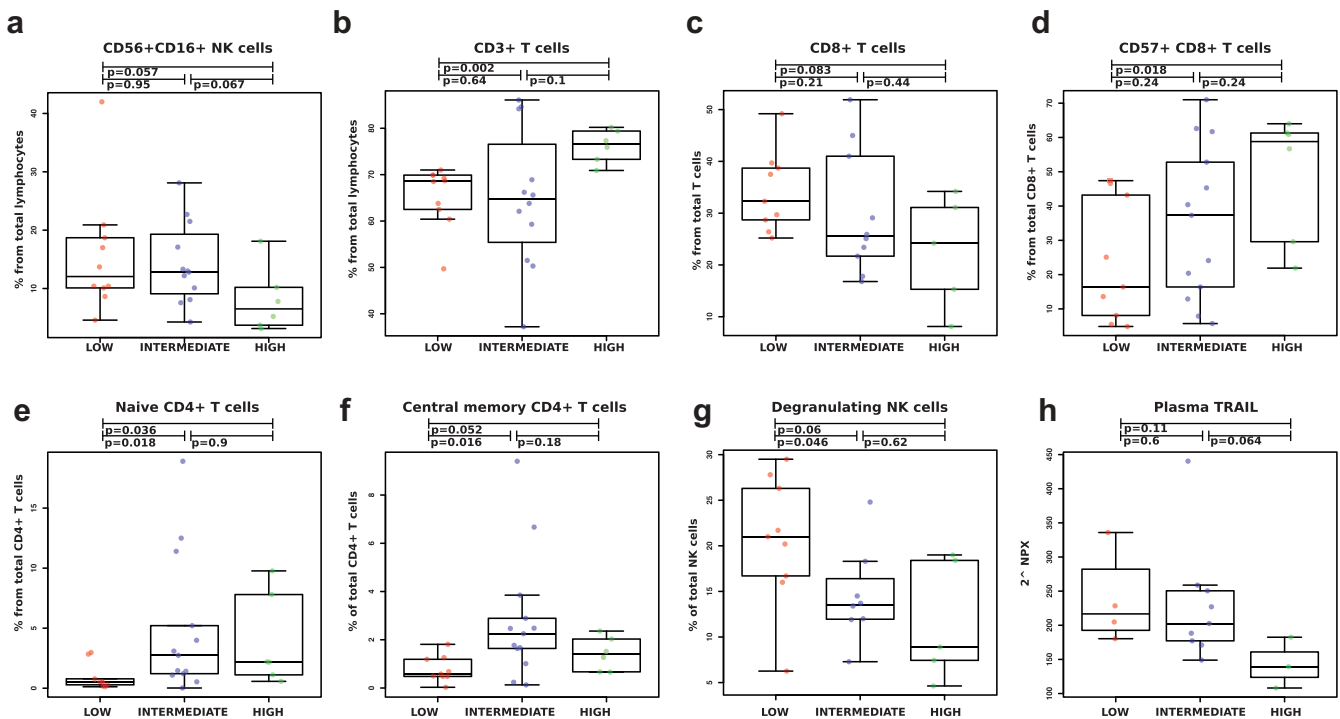 a
CD56+CD16+ NK cells
p=0.057
p=0.95 p=0.067
% from total lymphocytes
40
30
20
10
LOW INTERMEDIATE HIGH
b
CD3+ T cells
p=0.002
p=0.64 p=0.1
% from total lymphocytes
80
70
60
50
40
LOW INTERMEDIATE HIGH
c
CD8+ T cells
p=0.083
p=0.21 p=0.44
% from total T cells
50
40
30
20
10
LOW INTERMEDIATE HIGH
d
CD57+ CD8+ T cells
p=0.018
p=0.24 p=0.24
% from total CD8+ T cells
70
60
50
40
30
20
10
LOW INTERMEDIATE HIGH
e
Naive CD4+ T cells
p=0.036
p=0.018 p=0.9
% from total CD4+ T cells
15
10
5
0
LOW INTERMEDIATE HIGH
f
Central memory CD4+ T cells
p=0.052
p=0.016 p=0.18
% of total CD4+ T cells
8
6
4
2
0
LOW INTERMEDIATE HIGH
g
Degranulating NK cells
p=0.06
p=0.046 p=0.62
% of total NK cells
30
25
20
15
10
5
LOW INTERMEDIATE HIGH
h
Plasma TRAIL
p=0.11
p=0.6 p=0.064
2^ NPX
450
400
350
300
250
200
150
100
LOW INTERMEDIATE HIGH